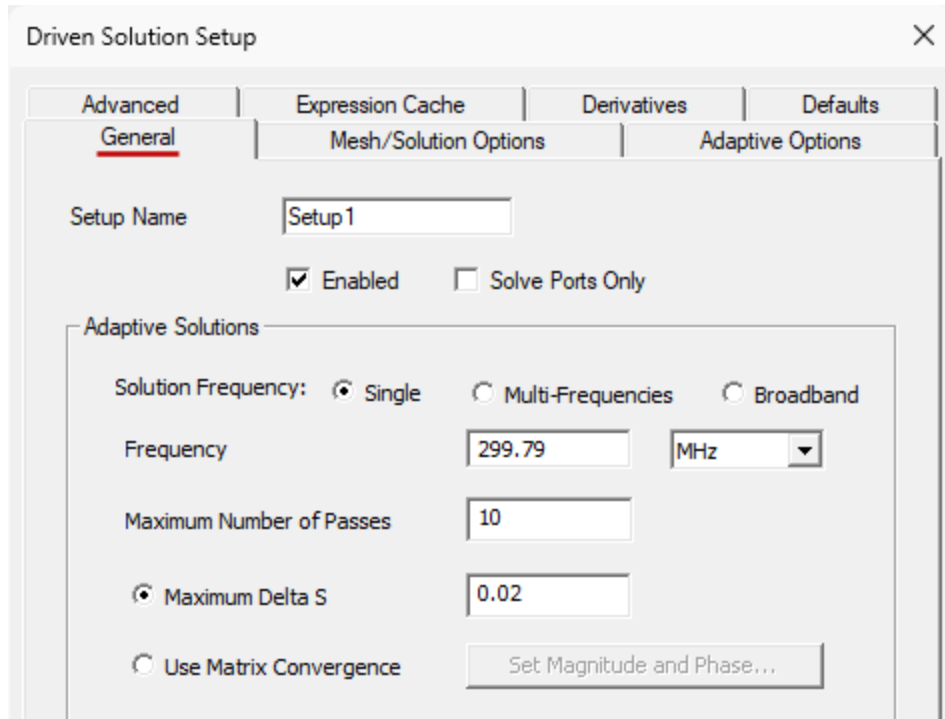 Driven Solution Setup
Advanced Expression Cache Derivatives Defaults
General Mesh/Solution Options Adaptive Options
Setup Name Setup1
Enabled Solve Ports Only
Adaptive Solutions
Solution Frequency: Single Multi-Frequencies Broadband
Frequency 299.79 MHz
Maximum Number of Passes 10
Maximum Delta S 0.02
Use Matrix Convergence Set Magnitude and Phase...